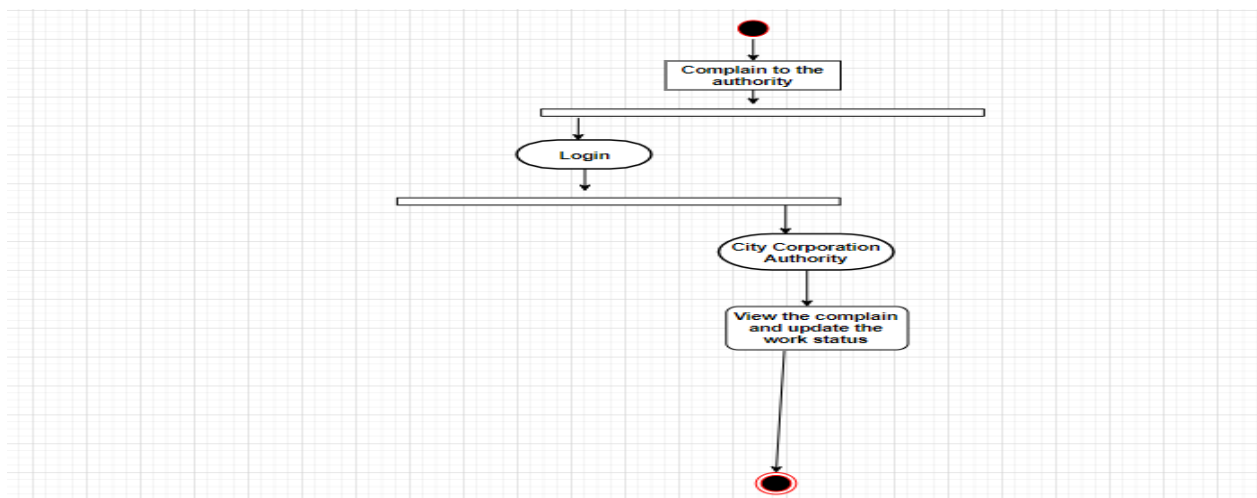 Complain to the
authority
Login
City Corporation
Authority
View the complain
and update the
work status